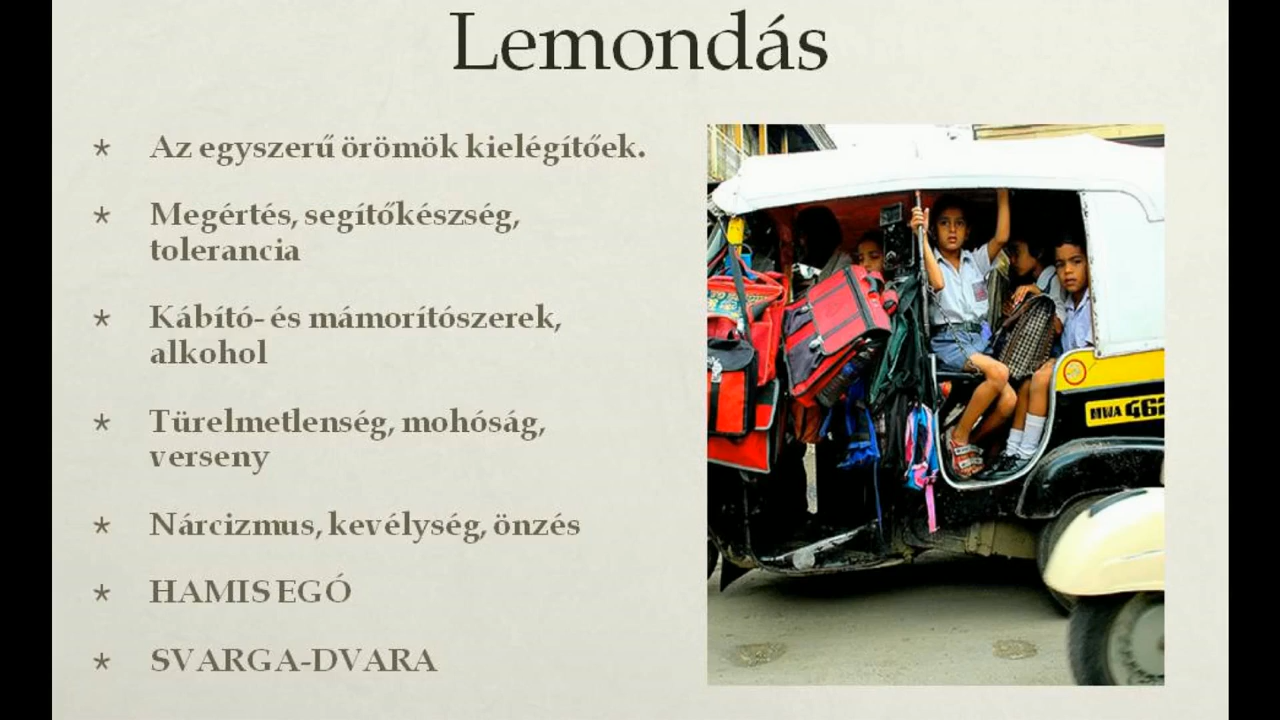 Lemondás
* Az egyszerű örömök kielégítőek.
* Megértés, segítőkészség,
tolerancia
* Kábító- és mámorítószerek,
alkohol
* Türelmetlenség, mohóság,
verseny
* Nárcizmus, kevélység, önzés
* HAMIS EGÓ
* SVARGA-DVARA